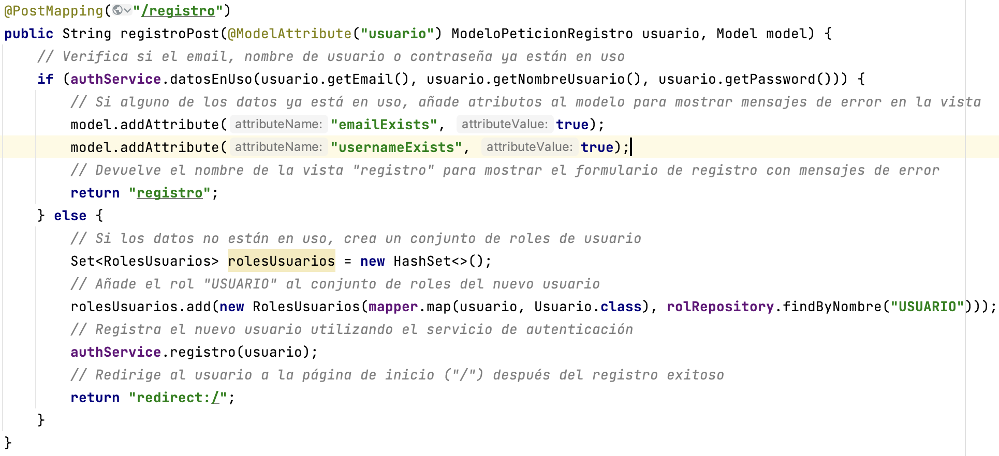 @PostMapping("/registro")
public String registroPost(@ModelAttribute("usuario") ModeloPeticionRegistro usuario, Model model) {
    // Verifica si el email, nombre de usuario o contraseña ya están en uso
    if (authService.datosEnUso(usuario.getEmail(), usuario.getNombreUsuario(), usuario.getPassword())) {
        // Si alguno de los datos ya está en uso, añade atributos al modelo para mostrar mensajes de error en la vista
        model.addAttribute( attributeName: "emailExists", attributeValue: true);
        model.addAttribute( attributeName: "usernameExists", attributeValue: true);
        // Devuelve el nombre de la vista "registro" para mostrar el formulario de registro con mensajes de error
        return "registro";
    } else {
        // Si los datos no están en uso, crea un conjunto de roles de usuario
        Set<RolesUsuarios> rolesUsuarios = new HashSet<>();
        // Añade el rol "USUARIO" al conjunto de roles del nuevo usuario
        rolesUsuarios.add(new RolesUsuarios(mapper.map(usuario, Usuario.class), rolRepository.findByNombre("USUARIO")));
        // Registra el nuevo usuario utilizando el servicio de autenticación
        authService.registro(usuario);
        // Redirige al usuario a la página de inicio ("/") después del registro exitoso
        return "redirect:/";
    }
}